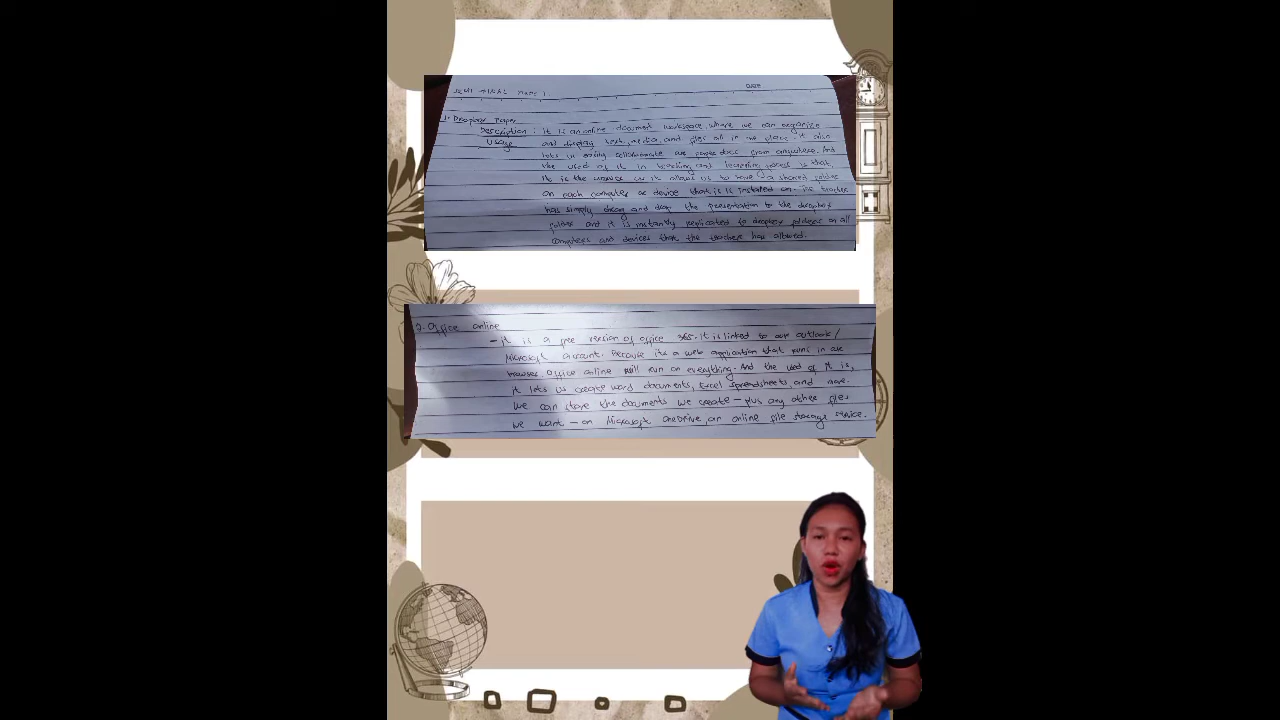 DATE
1. Dropbox Paper
Description : it is an online document workspace, where we can organize
Usage and display text, media, and files all in one place. It also
lets us easily collaborate our paper docs from anywhere. And
the used of it in teaching and learning process is that
it is the unwise us it allows us to have a shared folder
on each computer or device that is it installed on. The teacher
has simply drag and drop the presentation to the dropbox
folder and it is instantly replicated to dropbox folders on all
computers and devices that the teachers has allowed.
2. Office online
- It is a free version of office 365. It is linked to our outlook/
Microsoft account. Because its a web application that runs in our
browser, Office online will run on everything. And the used of it is,
it lets us create word documents, Excel spreadsheets, and more.
We can store the documents we create - plus any other files
we want - on Microsoft OneDrive, an online file storage service.